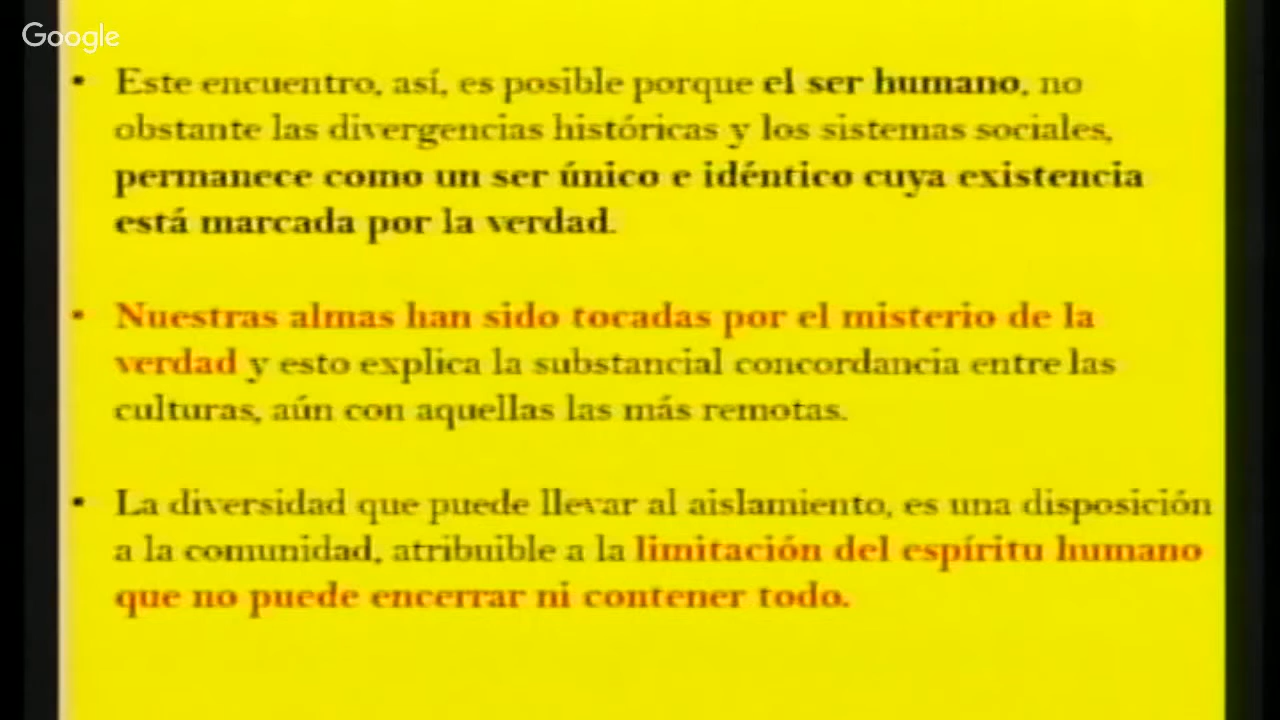 Google
• Este encuentro, así, es posible porque el ser humano, no
obstante las divergencias históricas y los sistemas sociales,
permanece como un ser único e idéntico cuya existencia
está marcada por la verdad.
• Nuestras almas han sido tocadas por el misterio de la
verdad y esto explica la substancial concordancia entre las
culturas, aún con aquellas las más remotas.
• La diversidad que puede llevar al aislamiento, es una disposición
a la comunidad, atribuible a la limitación del espíritu humano
que no puede encerrar ni contener todo.